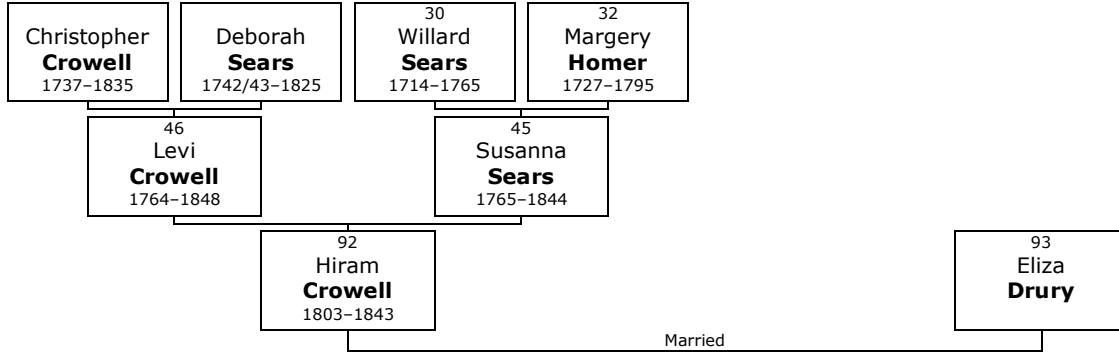 Christopher
Crowell
1737–1835
Deborah
Sears
1742/43–1825
30
Willard
Sears
1714–1765
32
Margery
Homer
1727–1795
46
Levi
Crowell
1764–1848
45
Susanna
Sears
1765–1844
92
Hiram
Crowell
1803–1843
93
Eliza
Drury
Married